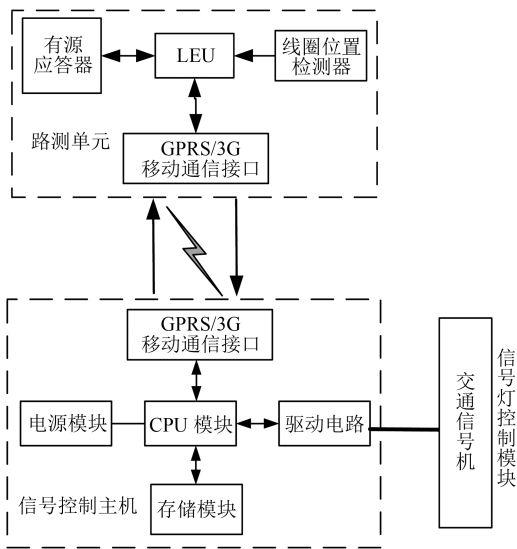 有源
应答器
LEU
线圈位置
检测器
路测单元
GPRS/3G
移动通信接口
GPRS/3G
移动通信接口
电源模块
CPU 模块
驱动电路
信号控制主机
存储模块
交通信号机
信号灯控制模块